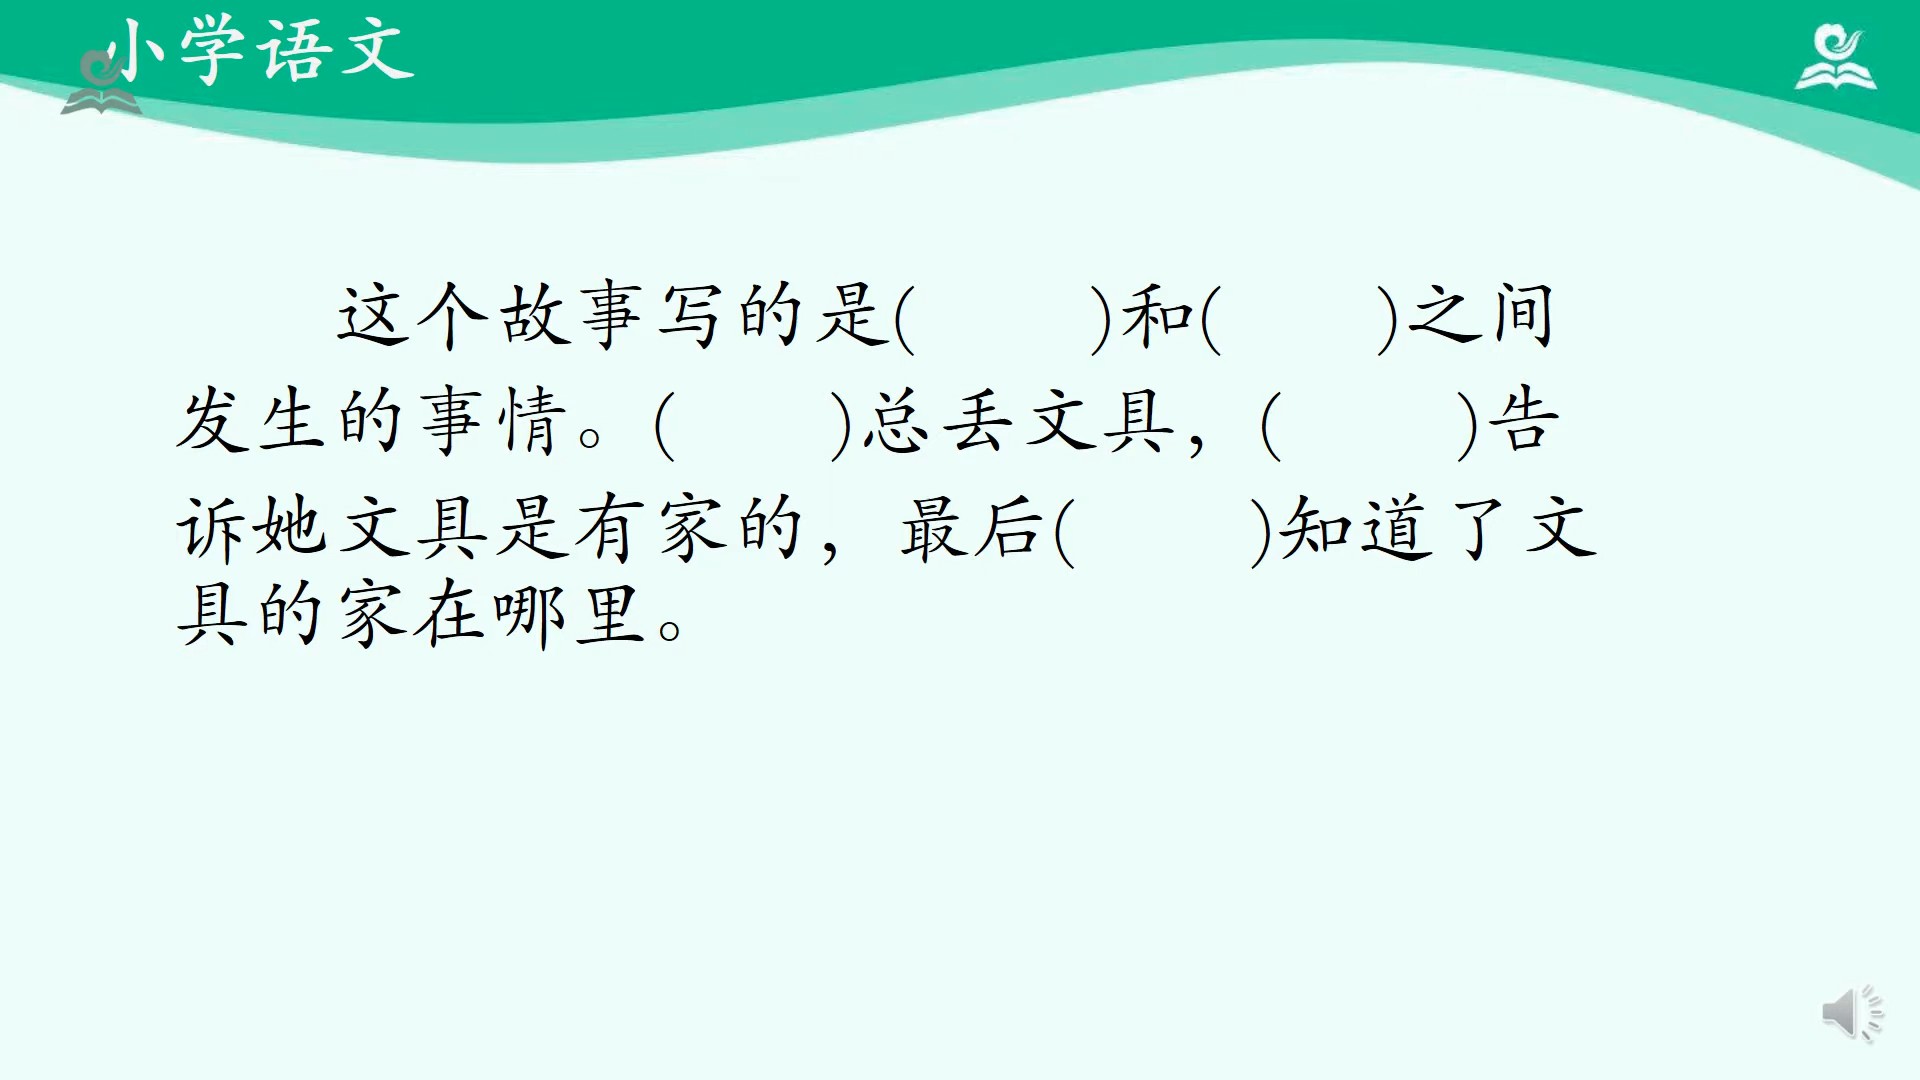 小学语文
这个故事写的是(　　)和(　　)之间
发生的事情。(　　)总丢文具，(　　)告
诉她文具是有家的，最后(　　)知道了文
具的家在哪里。